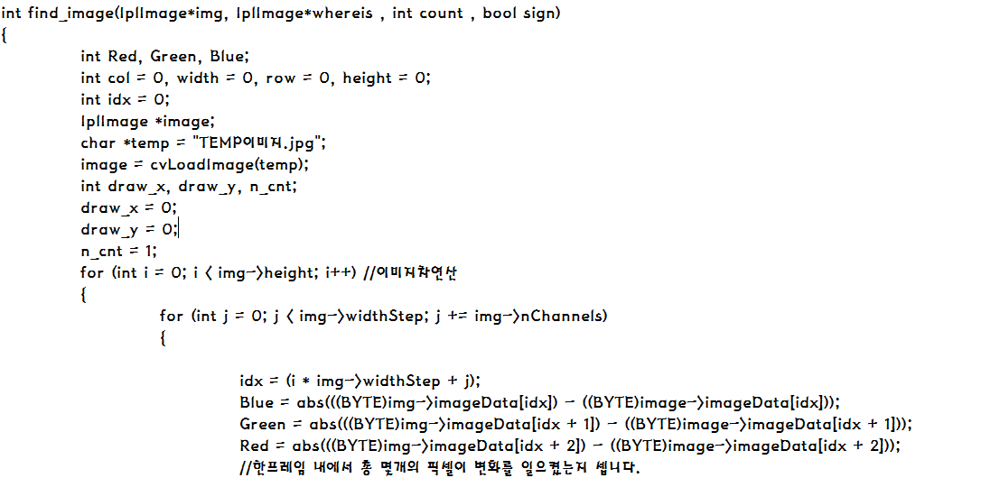 int find_image(IplImage*img, IplImage*whereis , int count , bool sign)
{
int Red, Green, Blue;
int col = 0, width = 0, row = 0, height = 0;
int idx = 0;
IplImage *image;
char *temp = "TEMP이미지.jpg";
image = cvLoadImage(temp);
int draw_x, draw_y, n_cnt;
draw_x = 0;
draw_y = 0;
n_cnt = 1;
for (int i = 0; i < img->height; i++) //이미지차연산
{
for (int j = 0; j < img->widthStep; j += img->nChannels)
{
idx = (i * img->widthStep + j);
Blue = abs(((BYTE)img->imageData[idx]) - ((BYTE)image->imageData[idx]));
Green = abs(((BYTE)img->imageData[idx + 1]) - ((BYTE)image->imageData[idx + 1]));
Red = abs(((BYTE)img->imageData[idx + 2]) - ((BYTE)image->imageData[idx + 2]));
//한프레임 내에서 총 몇개의 픽셀이 변화를 일으켰는지 셉니다.